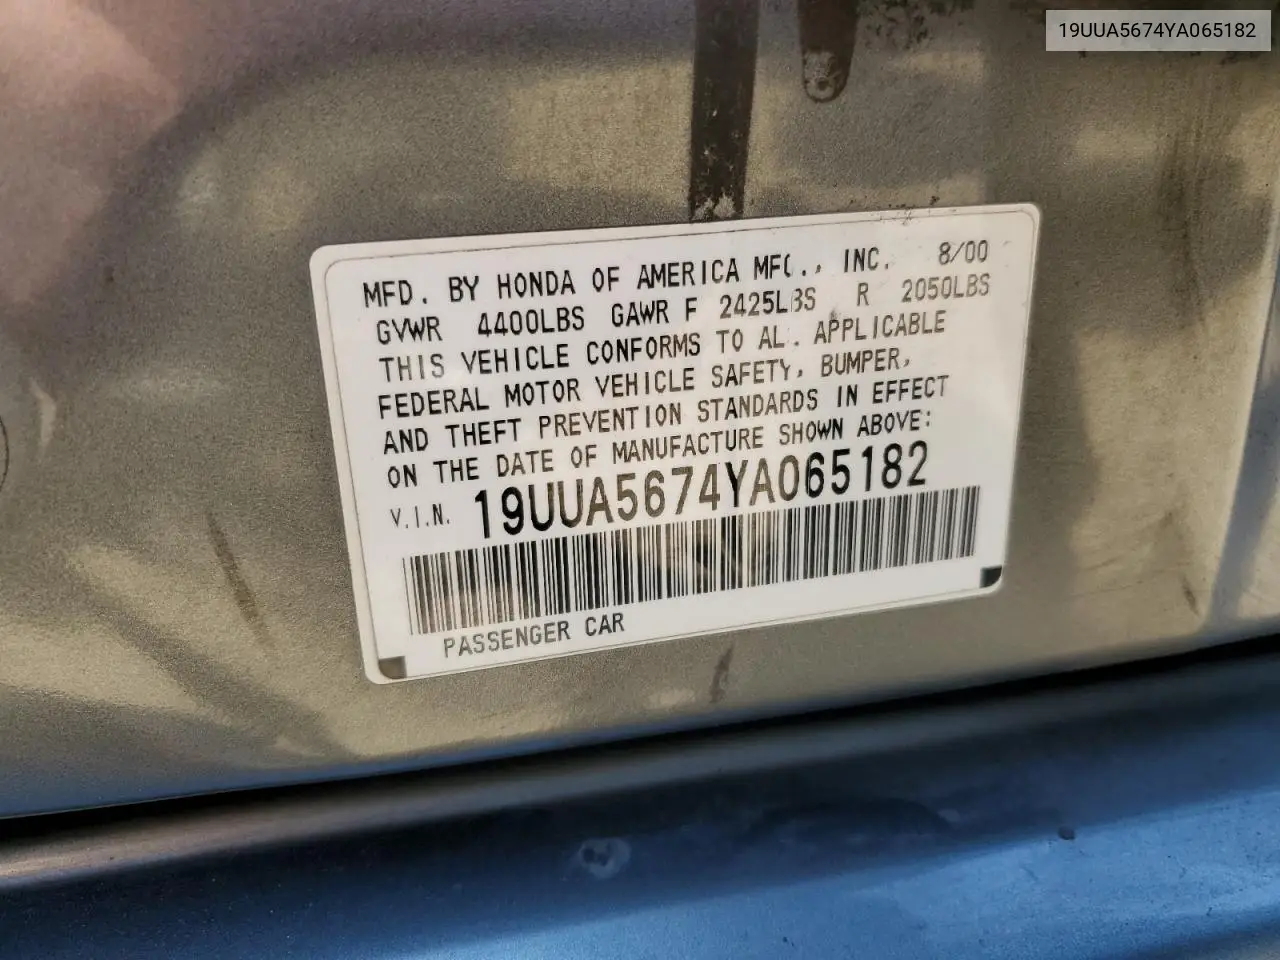 19UUA5674YA065182
MFD. BY HONDA OF AMERICA MFG., INC. 8/00
GVWR 4400LBS GAWR F 2425LBS R 2050LBS
THIS VEHICLE CONFORMS TO ALL APPLICABLE
FEDERAL MOTOR VEHICLE SAFETY, BUMPER,
AND THEFT PREVENTION STANDARDS IN EFFECT
ON THE DATE OF MANUFACTURE SHOWN ABOVE:
V.I.N. 19UUA5674YA065182
PASSENGER CAR